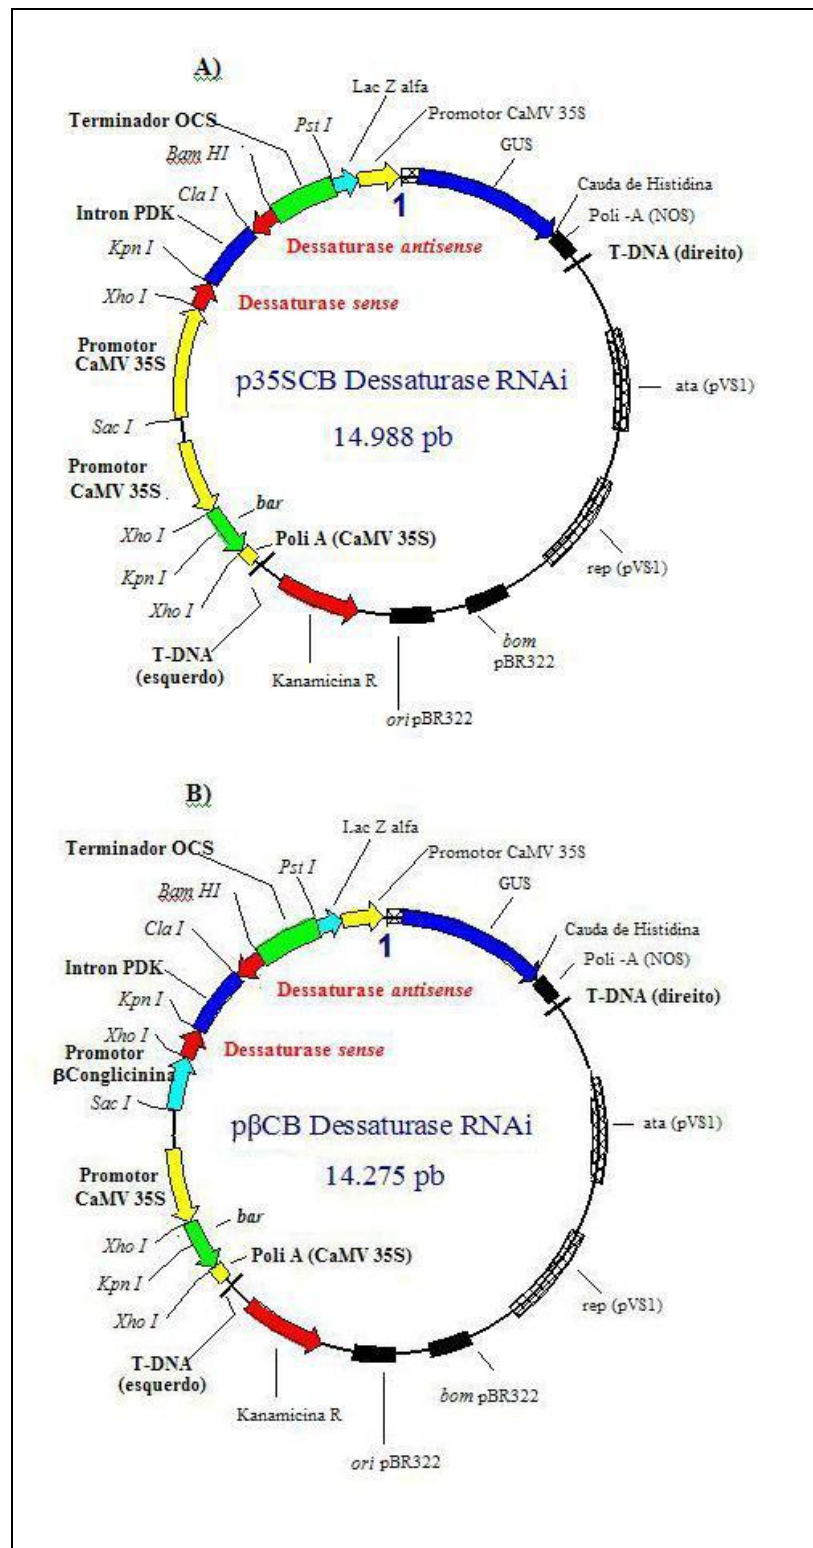 A)
Lac Z alfa
Promotor CaMV 35S
Terminador OCS
Pst I
GUS
Bam HI
Cauda de Histidina
Cla I
Poli -A (NOS)
1
Intron PDK
T-DNA (direito)
Dessaturase antisense
Kpn I
Xho I
Dessaturase sense
Promotor
CaMV 35S
p35SCB Dessaturase RNAi
ata (pVS1)
14.988 pb
Sac I
Promotor
CaMV 35S
bar
Xho I
Poli A (CaMV 35S)
Kpn I
rep (pVS1)
Xho I
bom
pBR322
T-DNA
(esquerdo)
Kanamicina R
ori pBR322
B)
Lac Z alfa
Promotor CaMV 35S
Terminador OCS
Pst I
GUS
Bam HI
Cauda de Histidina
Cla I
1
Poli -A (NOS)
Intron PDK
T-DNA (direito)
Dessaturase antisense
Kpn I
Xho I
Dessaturase sense
Promotor
βConglicinina
Sac I
pβCB Dessaturase RNAi
ata (pVS1)
14.275 pb
Promotor
CaMV 35S
bar
Xho I
Poli A (CaMV 35S)
Kpn I
rep (pVS1)
Xho I
T-DNA
(esquerdo)
bom pBR322
Kanamicina R
ori pBR322